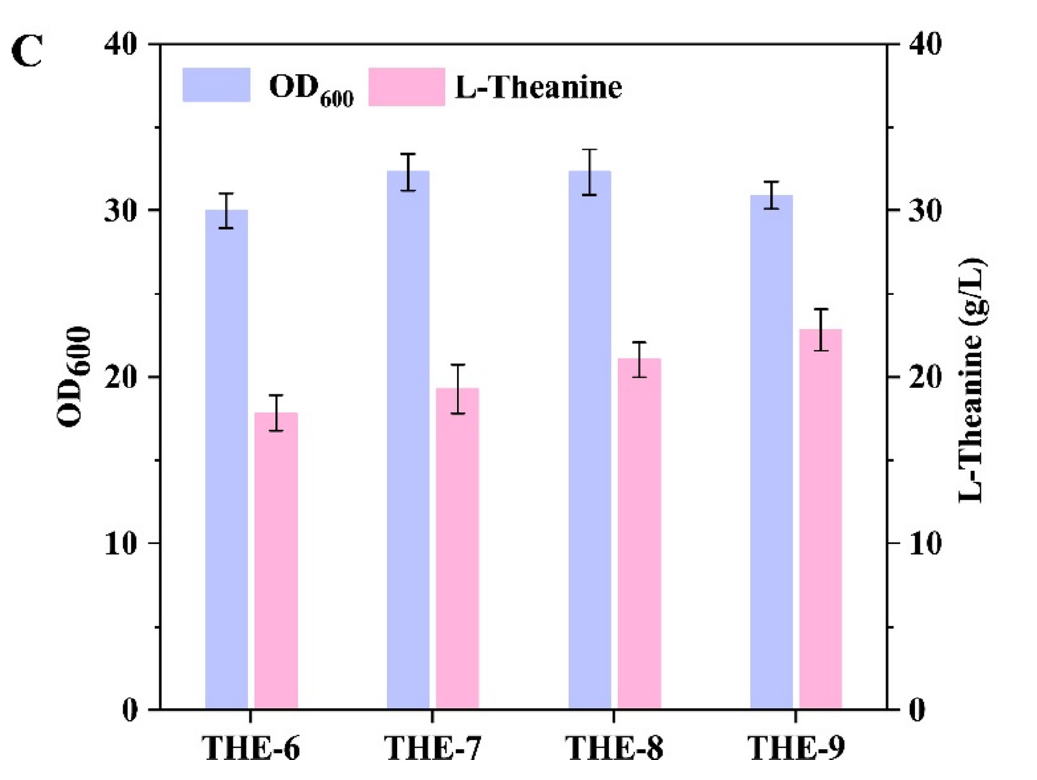 C
OD600 L-Theanine
40 40
30 30
20 20
10 10
0 0
OD600
L-Theanine (g/L)
THE-6 THE-7 THE-8 THE-9